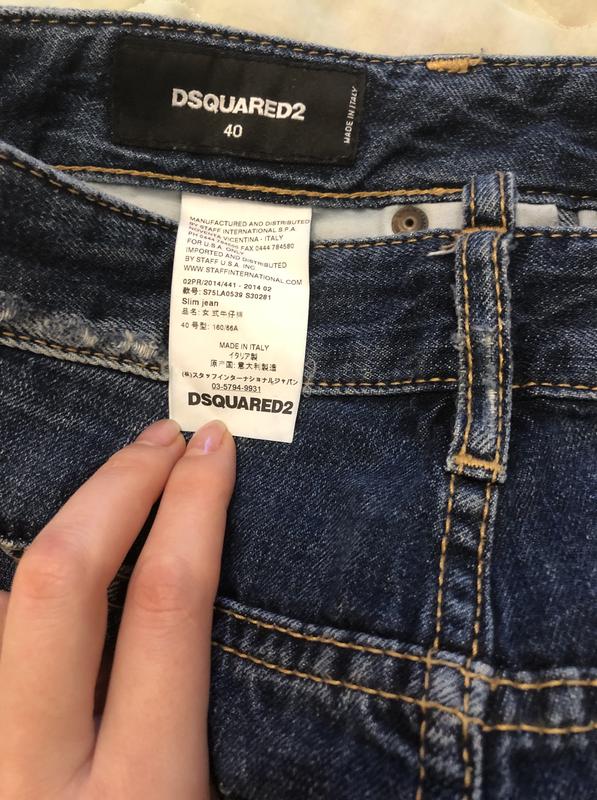 DSQUARED2
40
MADE IN ITALY
MANUFACTURED AND DISTRIBUTED
BY STAFF INTERNATIONAL S.P.A.
NOVENTA VICENTINA - ITALY
PH 0444 784500 FAX 0444 784580
FOR U.S.A. ONLY
IMPORTED AND DISTRIBUTED
BY STAFF U.S.A. INC.
WWW.STAFFINTERNATIONAL.COM
02PR/2014/441 - 2014 02
款号: S75LA0539 S30281
Slim jean
品名: 女式牛仔裤
40 号型: 160/66A
MADE IN ITALY
イタリア製
原产国: 意大利製造
(株)スタッフインターナショナルジャパン
03-5794-9931
DSQUARED2